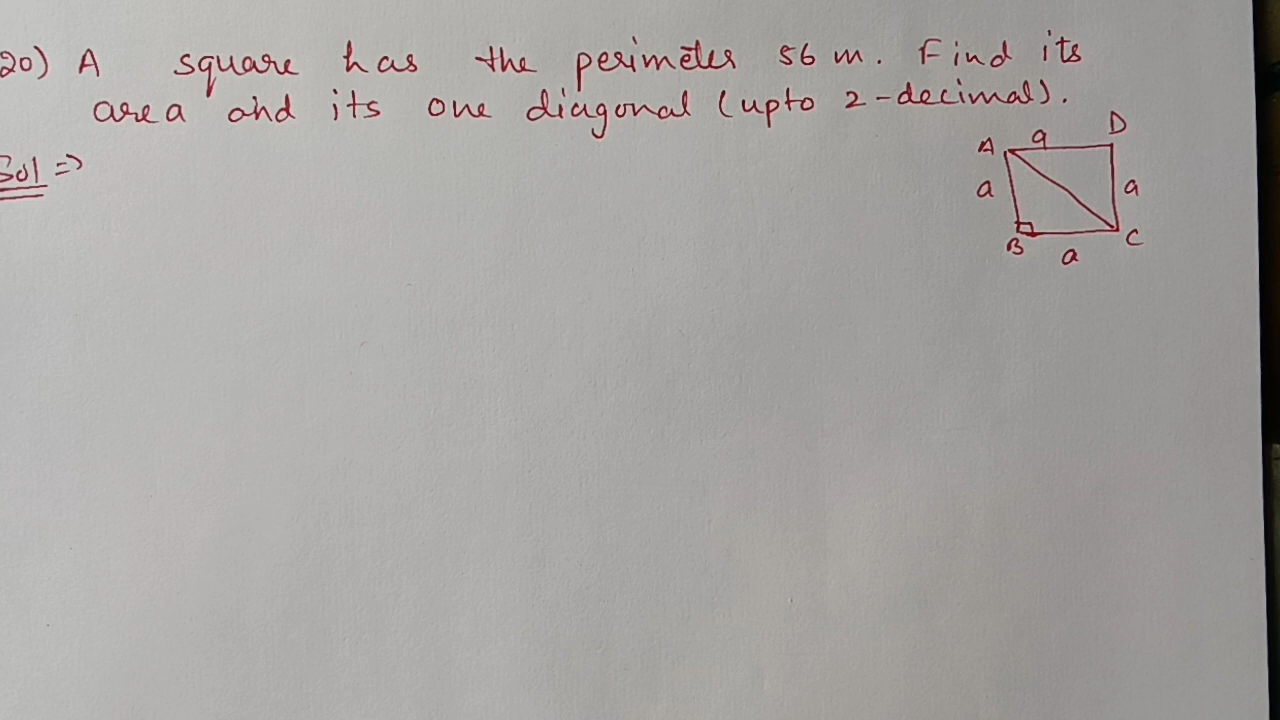 20) A square has the perimeter 56 m. Find its
area and its one diagonal (upto 2-decimal).
Sol =>
A a D
a a
B a C